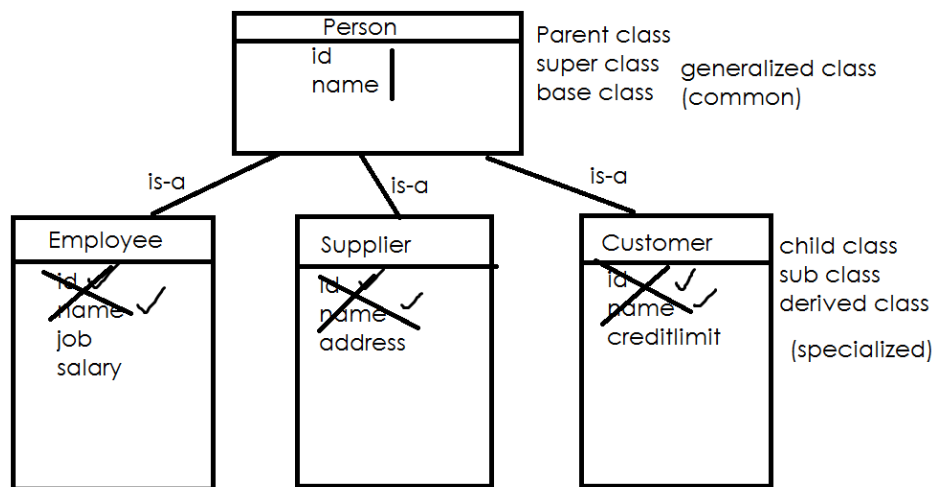 Person
id
name
Parent class
super class
base class
generalized class
(common)
is-a
is-a
is-a
Employee
id
name
job
salary
Supplier
id
name
address
Customer
id
name
creditlimit
child class
sub class
derived class
(specialized)